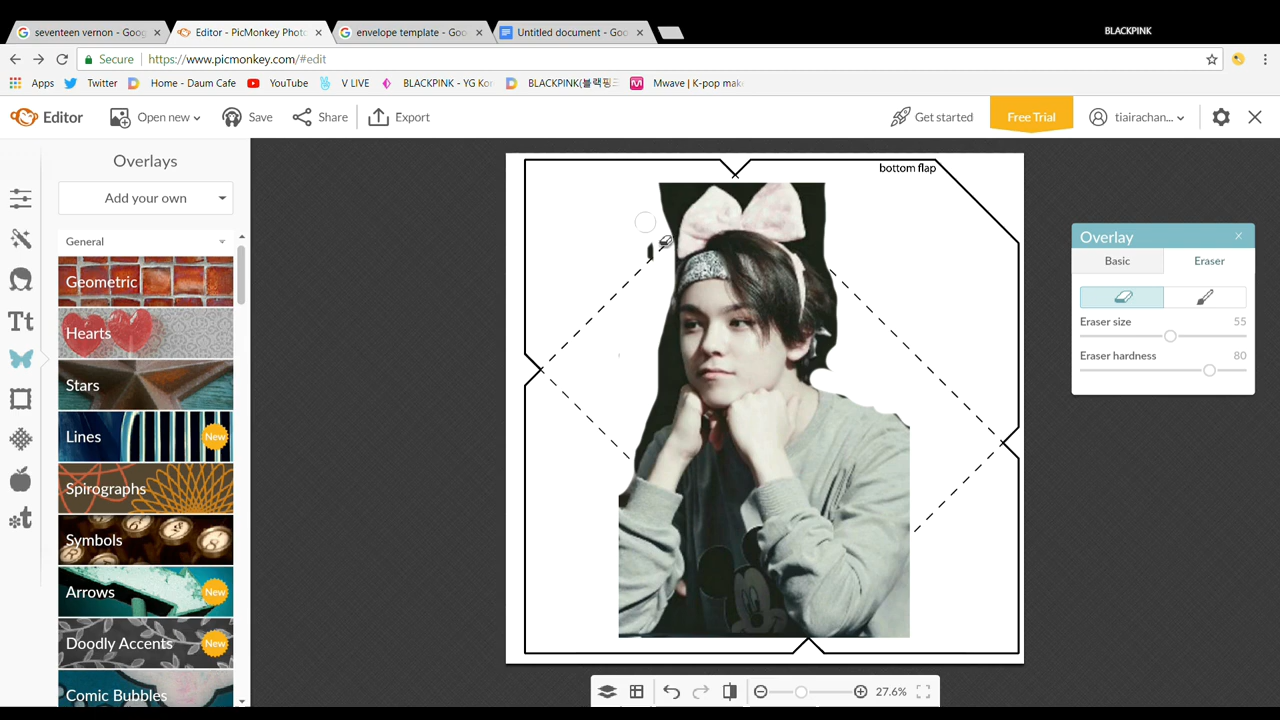 seventeen vernon - Goog
Editor - PicMonkey Phot
envelope template - Goo
Untitled document - Goo
BLACKPINK
Secure https://www.picmonkey.com/#edit
Apps Twitter Home - Daum Cafe YouTube V LIVE BLACKPINK - YG Ko BLACKPINK(블랙핑크 Mwave | K-pop make
Editor Open new Save Share Export Get started Free Trial tiairachan...
Overlays
Add your own
General
Geometric
Hearts
Stars
Lines New
Spirographs
Symbols
Arrows New
Doodly Accents New
Comic Bubbles
bottom flap
Overlay
Basic Eraser
Eraser size 55
Eraser hardness 80
27.6%